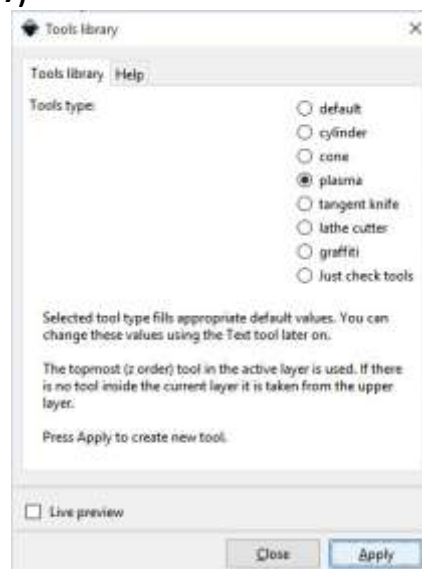 Tools library
Tools library Help
Tools type:
default
cylinder
cone
plasma
tangent knife
lathe cutter
graffiti
Just check tools
Selected tool type fills appropriate default values. You can
change these values using the Text tool later on.
The topmost (z order) tool in the active layer is used. If there
is no tool inside the current layer it is taken from the upper
layer.
Press Apply to create new tool.
Live preview
Close Apply